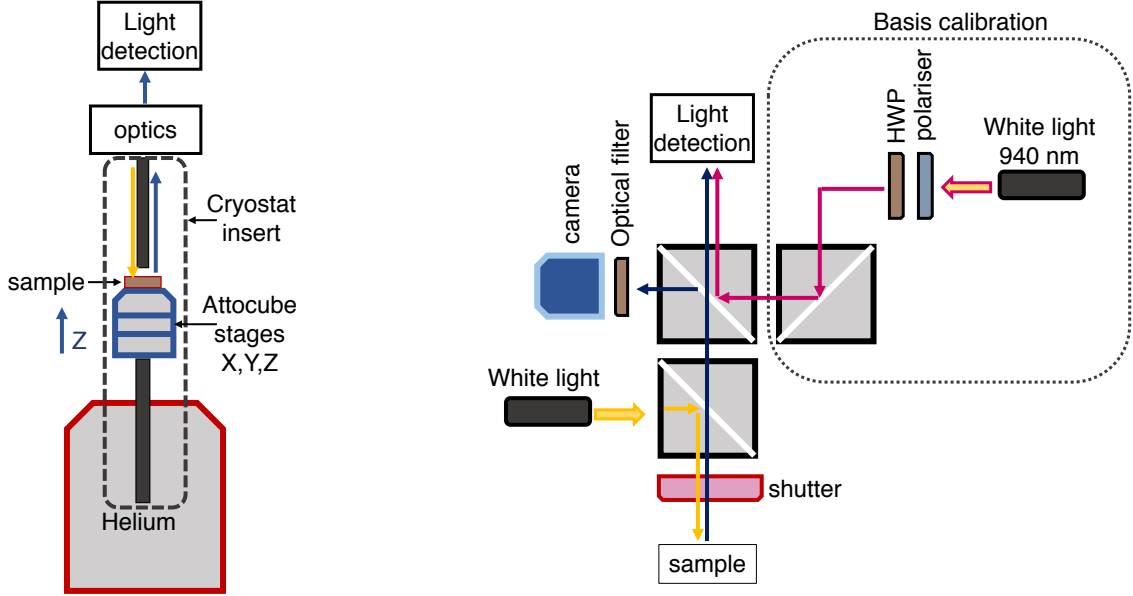 Light
detection
optics
Cryostat
insert
sample
Z
Attocube
stages
X,Y,Z
Helium
Basis calibration
Light
detection
HWP
polariser
White light
940 nm
camera
Optical filter
White light
shutter
sample